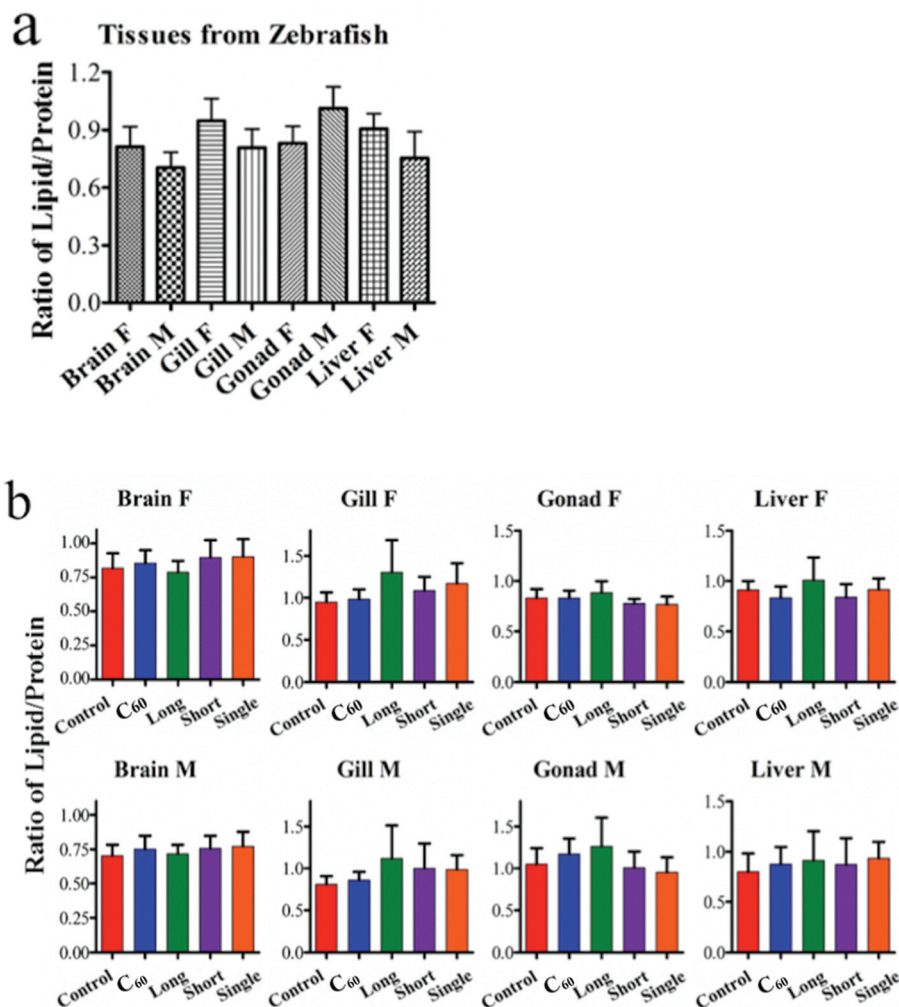 a
Tissues from Zebrafish
Ratio of Lipid/Protein
1.2
0.9
0.6
0.3
0.0
Brain F
Brain M
Gill F
Gill M
Gonad F
Gonad M
Liver F
Liver M
b
Ratio of Lipid/Protein
Brain F
1.00
0.75
0.50
0.25
0.00
Control
C₆₀
Long
Short
Single
Gill F
1.5
1.0
0.5
0.0
Control
C₆₀
Long
Short
Single
Gonad F
1.5
1.0
0.5
0.0
Control
C₆₀
Long
Short
Single
Liver F
1.5
1.0
0.5
0.0
Control
C₆₀
Long
Short
Single
Brain M
1.00
0.75
0.50
0.25
0.00
Control
C₆₀
Long
Short
Single
Gill M
1.5
1.0
0.5
0.0
Control
C₆₀
Long
Short
Single
Gonad M
1.5
1.0
0.5
0.0
Control
C₆₀
Long
Short
Single
Liver M
1.5
1.0
0.5
0.0
Control
C₆₀
Long
Short
Single